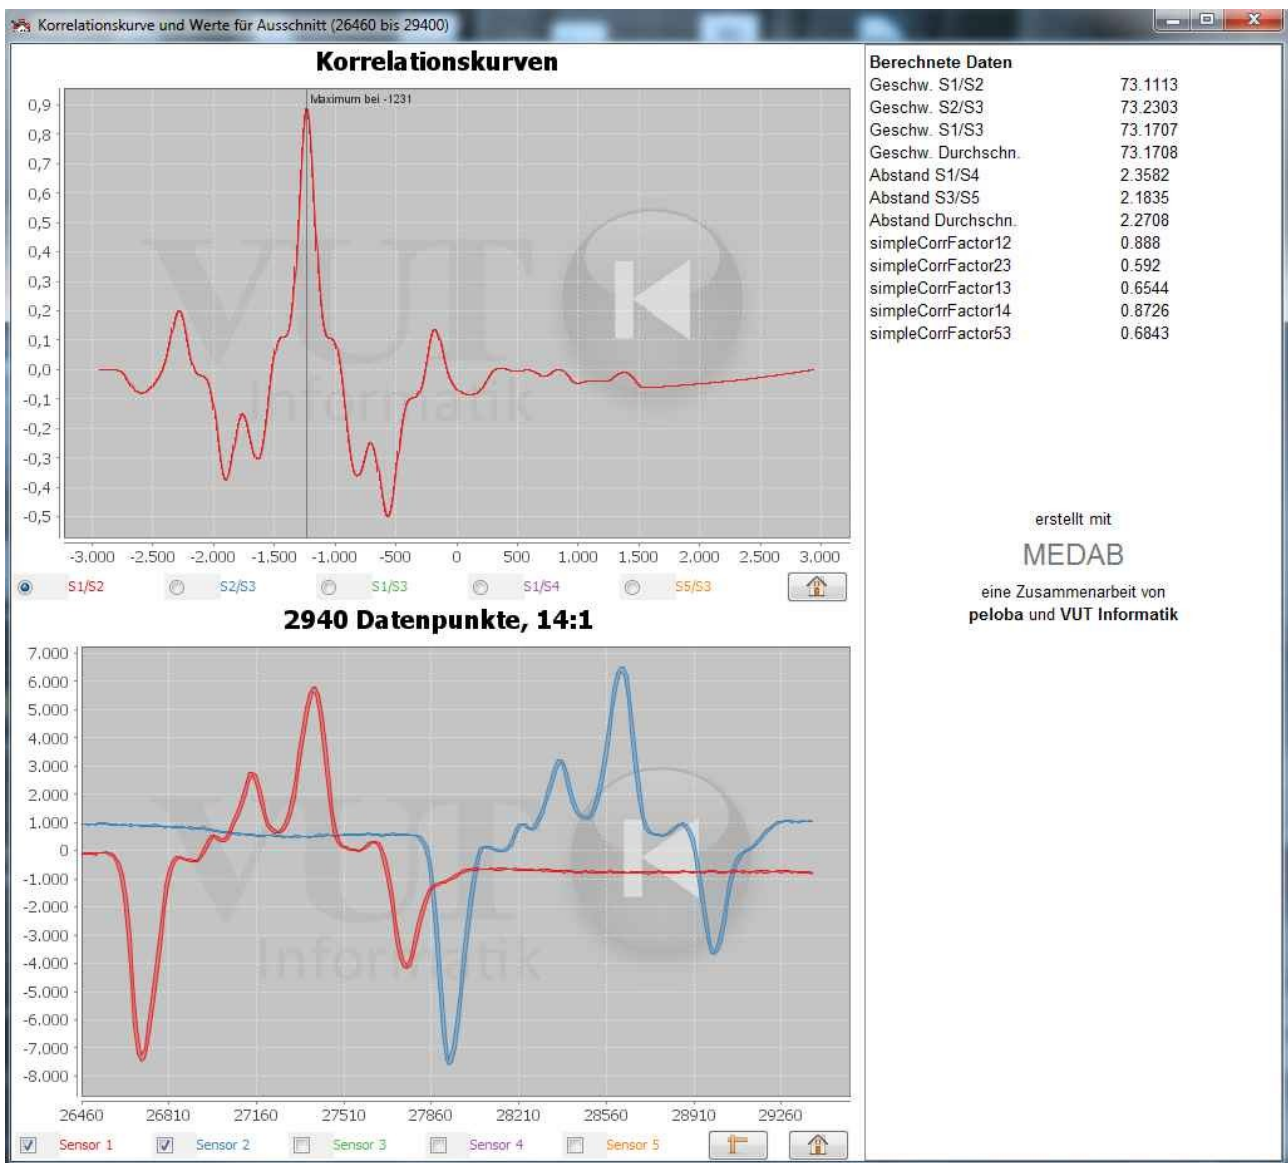 Korrelationskurve und Werte für Ausschnitt (26460 bis 29400)
Korrelationskurven
Maximum bei -1231
0,9
0,8
0,7
0,6
0,5
0,4
0,3
0,2
0,1
0,0
-0,1
-0,2
-0,3
-0,4
-0,5
-3.000 -2.500 -2.000 -1.500 -1.000 -500 0 500 1.000 1.500 2.000 2.500 3.000
VUT
Informatik
S1/S2 S2/S3 S1/S3 S1/S4 S5/S3
2940 Datenpunkte, 14:1
7.000
6.000
5.000
4.000
3.000
2.000
1.000
0
-1.000
-2.000
-3.000
-4.000
-5.000
-6.000
-7.000
-8.000
26460 26810 27160 27510 27860 28210 28560 28910 29260
VUT
Informatik
Sensor 1 Sensor 2 Sensor 3 Sensor 4 Sensor 5
Berechnete Daten
Geschw. S1/S2 73.1113
Geschw. S2/S3 73.2303
Geschw. S1/S3 73.1707
Geschw. Durchschn. 73.1708
Abstand S1/S4 2.3582
Abstand S3/S5 2.1835
Abstand Durchschn. 2.2708
simpleCorrFactor12 0.888
simpleCorrFactor23 0.592
simpleCorrFactor13 0.6544
simpleCorrFactor14 0.8726
simpleCorrFactor53 0.6843
erstellt mit
MEDAB
eine Zusammenarbeit von
peloba und VUT Informatik